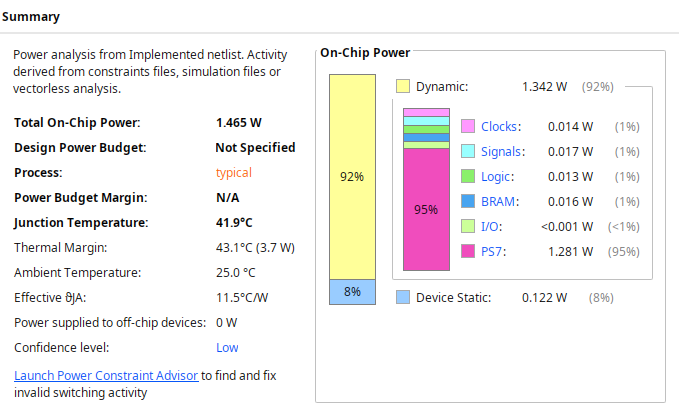 Summary
Power analysis from Implemented netlist. Activity
derived from constraints files, simulation files or
vectorless analysis.
Total On-Chip Power: 1.465 W
Design Power Budget: Not Specified
Process: typical
Power Budget Margin: N/A
Junction Temperature: 41.9°C
Thermal Margin: 43.1°C (3.7 W)
Ambient Temperature: 25.0 °C
Effective ϑJA: 11.5°C/W
Power supplied to off-chip devices: 0 W
Confidence level: Low
Launch Power Constraint Advisor to find and fix
invalid switching activity
On-Chip Power
92%
8%
Dynamic: 1.342 W (92%)
95%
Clocks: 0.014 W (1%)
Signals: 0.017 W (1%)
Logic: 0.013 W (1%)
BRAM: 0.016 W (1%)
I/O: <0.001 W (<1%)
PS7: 1.281 W (95%)
Device Static: 0.122 W (8%)